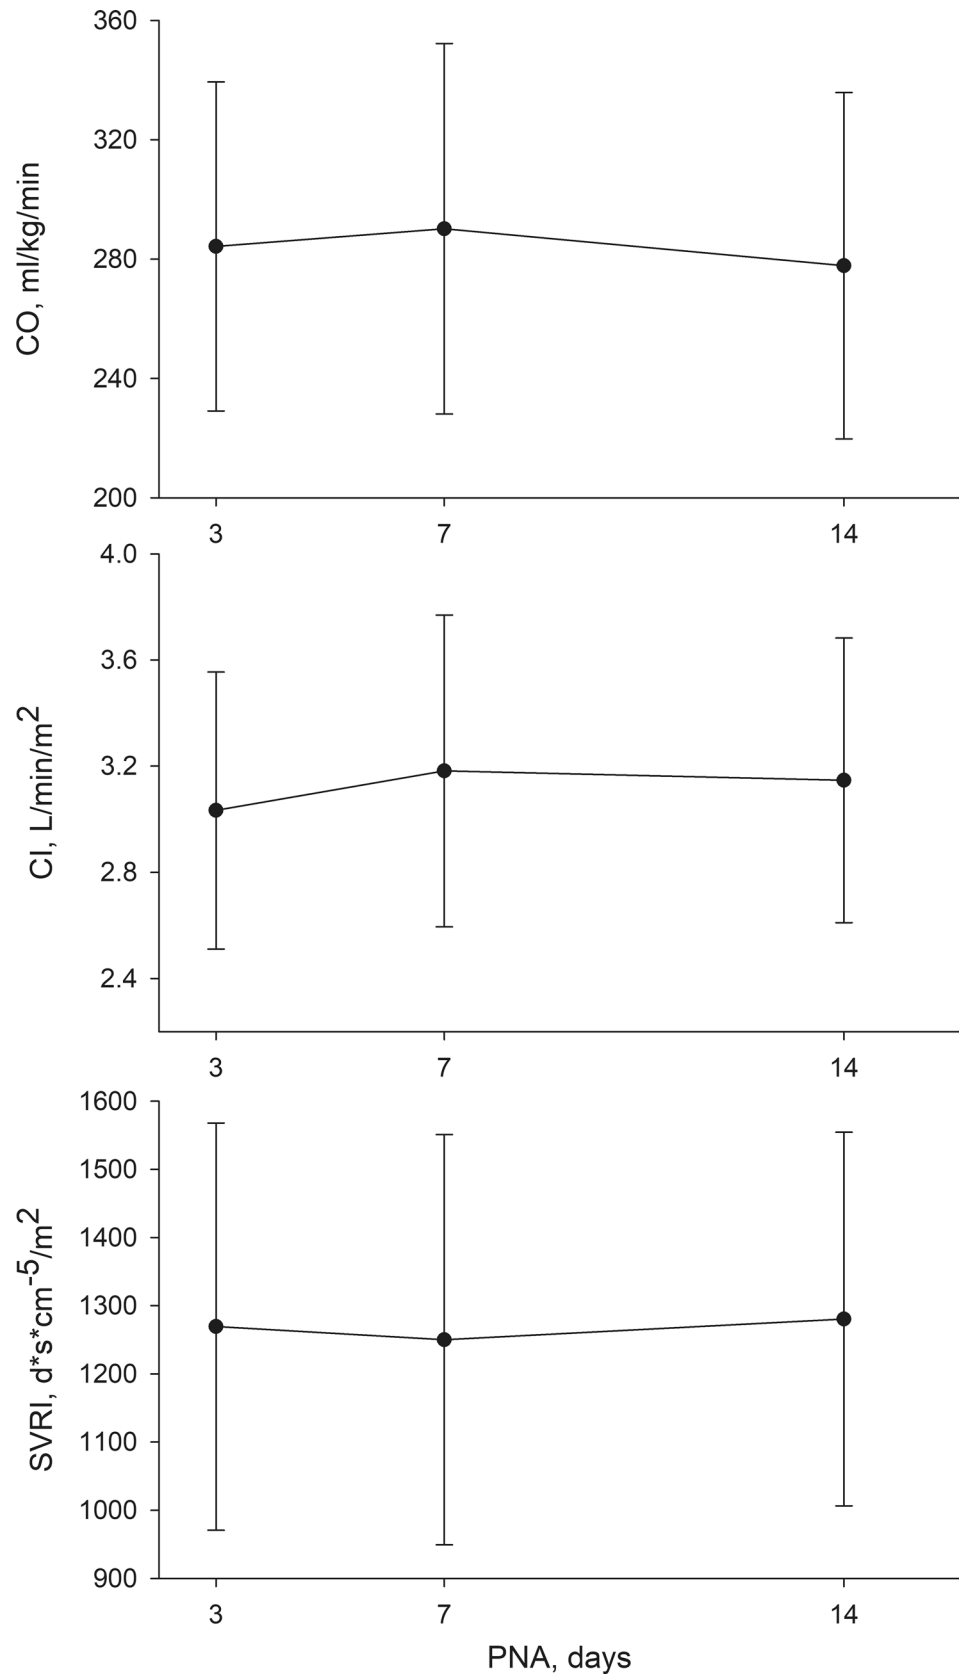 360
320
280
240
200
CO, ml/kg/min
3 7 14
4.0
3.6
3.2
2.8
2.4
CI, L/min/m²
3 7 14
1600
1500
1400
1300
1200
1100
1000
900
SVRI, d*s*cm⁻⁵/m²
3 7 14
PNA, days